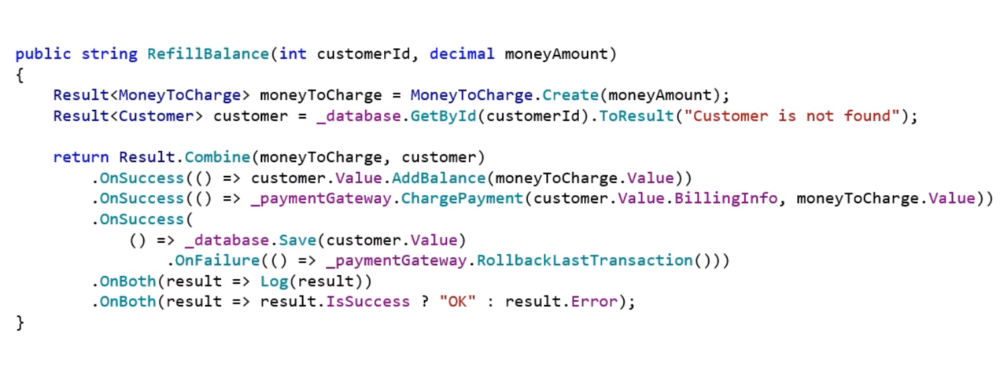 public string RefillBalance(int customerId, decimal moneyAmount)
{
    Result<MoneyToCharge> moneyToCharge = MoneyToCharge.Create(moneyAmount);
    Result<Customer> customer = _database.GetById(customerId).ToResult("Customer is not found");

    return Result.Combine(moneyToCharge, customer)
        .OnSuccess(() => customer.Value.AddBalance(moneyToCharge.Value))
        .OnSuccess(() => _paymentGateway.ChargePayment(customer.Value.BillingInfo, moneyToCharge.Value))
        .OnSuccess(
            () => _database.Save(customer.Value)
                .OnFailure(() => _paymentGateway.RollbackLastTransaction()))
        .OnBoth(result => Log(result))
        .OnBoth(result => result.IsSuccess ? "OK" : result.Error);
}